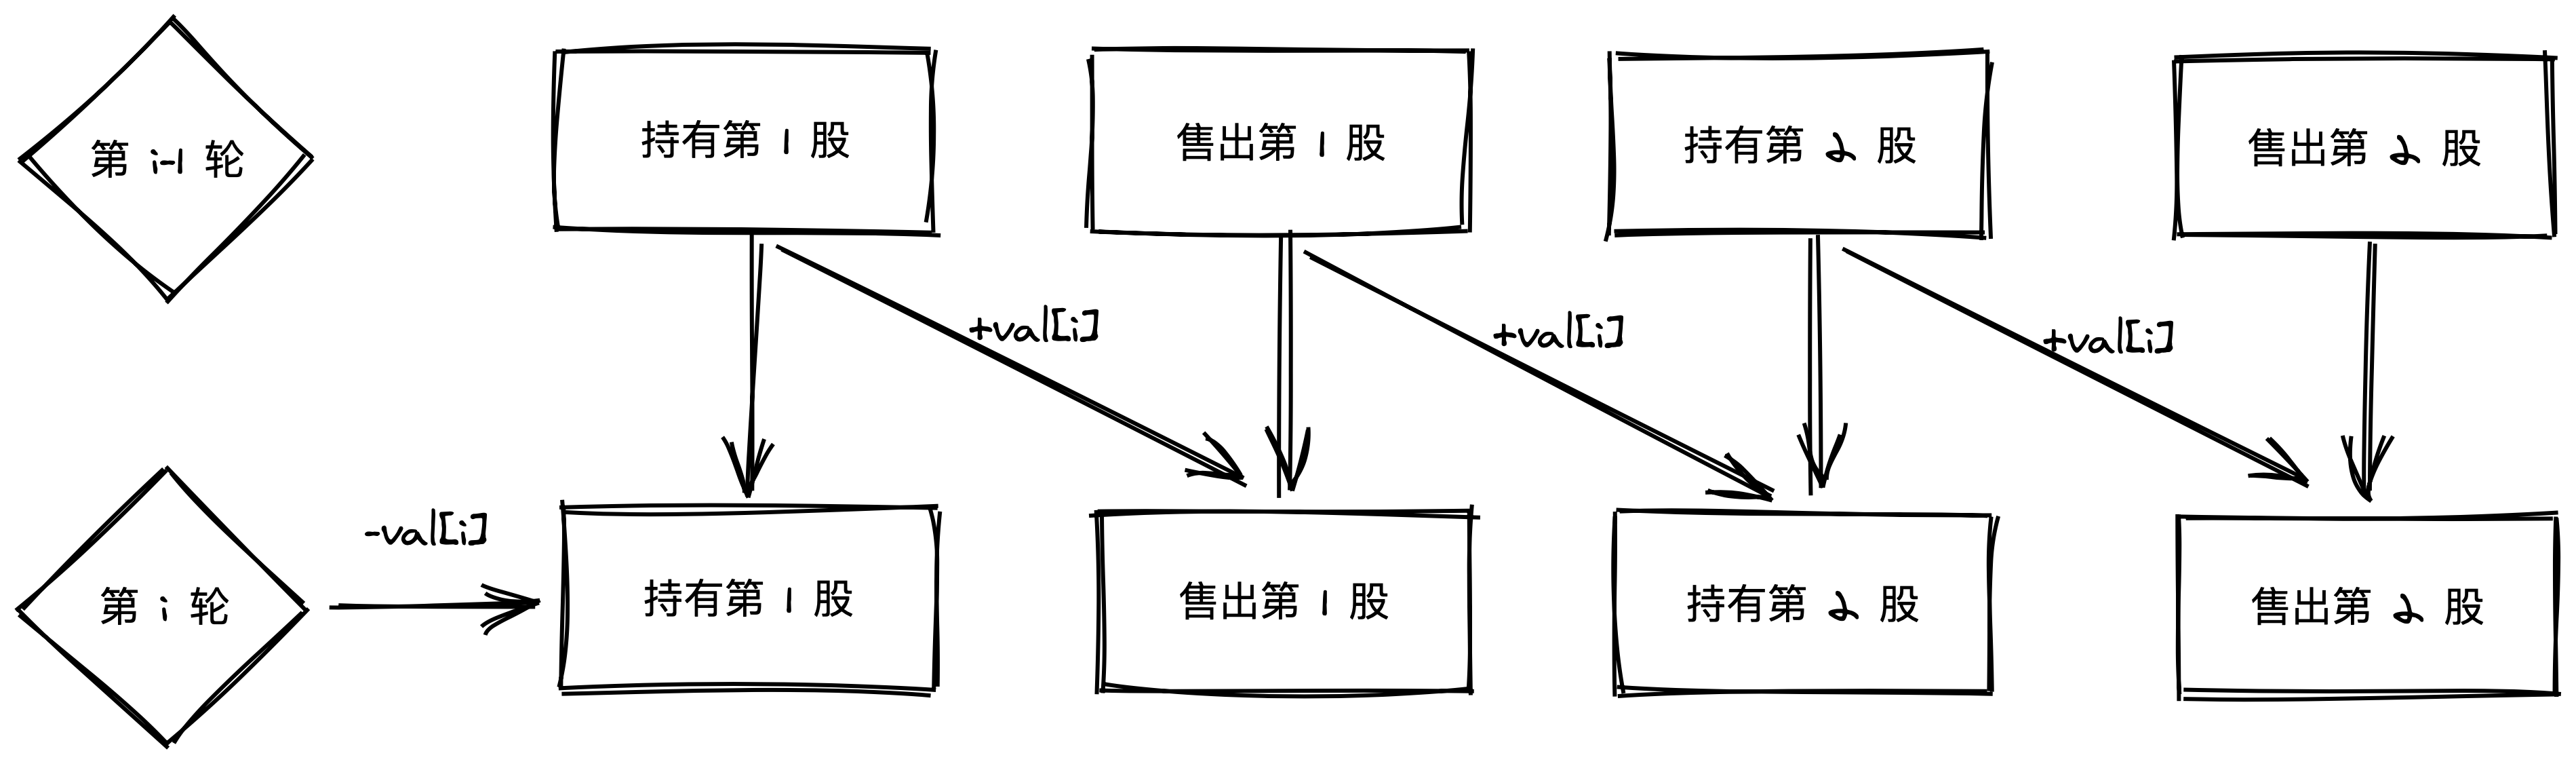 第 i-1 轮
持有第 1 股
售出第 1 股
持有第 2 股
售出第 2 股
+val[i]
+val[i]
+val[i]
-val[i]
第 i 轮
持有第 1 股
售出第 1 股
持有第 2 股
售出第 2 股